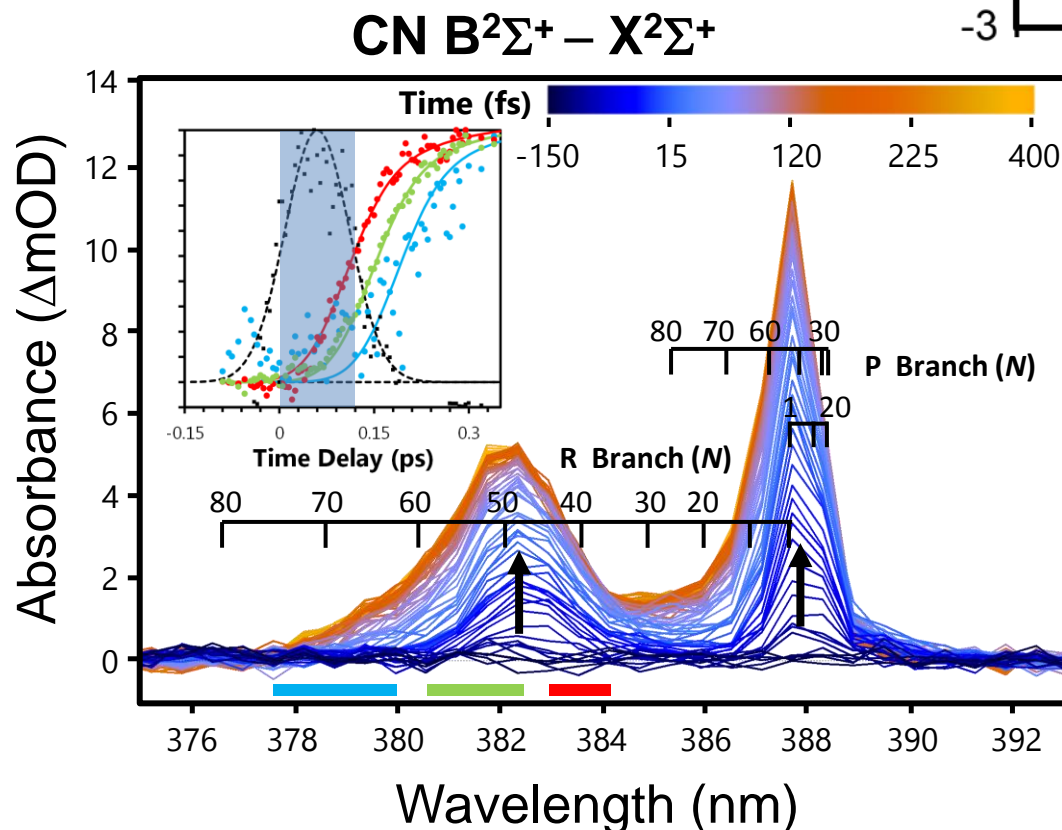 -3
CN B²Σ⁺ – X²Σ⁺
14
12
10
8
6
4
2
0
Absorbance (ΔmOD)
Time (fs)
-150 15 120 225 400
-0.15 0 0.15 0.3
Time Delay (ps)
80 70 60 30
P Branch (N)
1 20
R Branch (N)
80 70 60 50 40 30 20
376 378 380 382 384 386 388 390 392
Wavelength (nm)